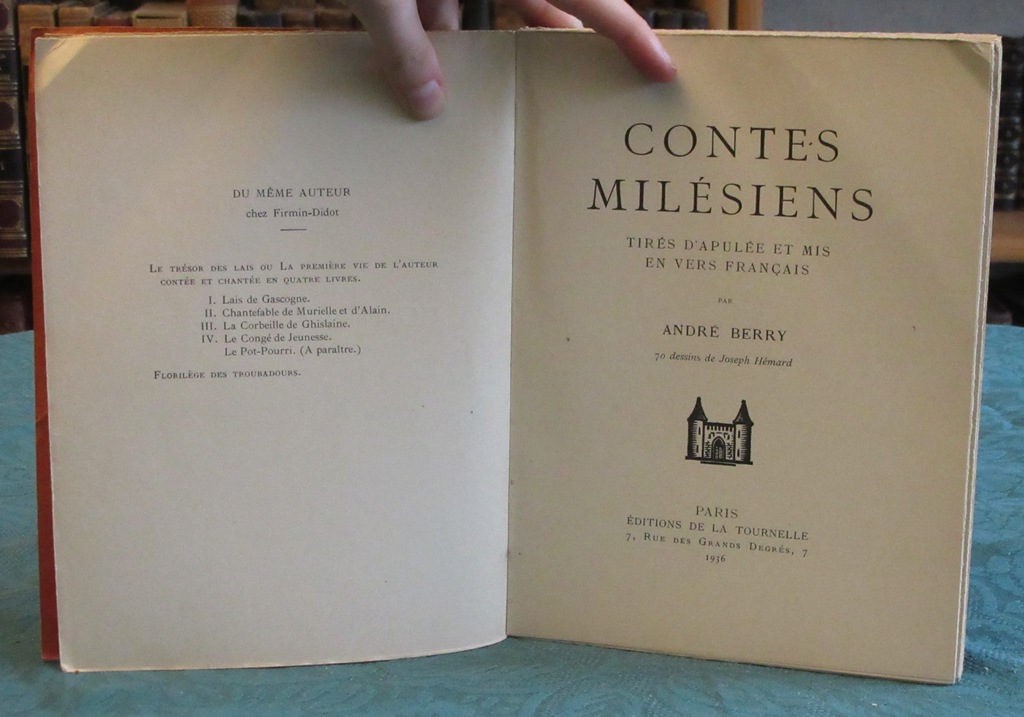 DU MÊME AUTEUR
chez Firmin-Didot
LE TRÉSOR DES LAIS OU LA PREMIÈRE VIE DE L'AUTEUR
CONTÉE ET CHANTÉE EN QUATRE LIVRES.
I. Lais de Gascogne.
II. Chantefable de Murielle et d'Alain.
III. La Corbeille de Ghislaine.
IV. Le Congé de Jeunesse.
Le Pot-Pourri. (A paraître.)
FLORILÈGE DES TROUBADOURS.
CONTES
MILÉSIENS
TIRÉS D'APULÉE ET MIS
EN VERS FRANÇAIS
PAR
ANDRÉ BERRY
70 dessins de Joseph Hémard
PARIS
ÉDITIONS DE LA TOURNELLE
7, RUE DES GRANDS DEGRÉS, 7
1936